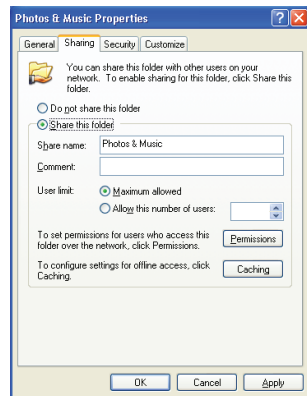 Photos & Music Properties
General Sharing Security Customize
You can share this folder with other users on your
network. To enable sharing for this folder, click Share this
folder.
Do not share this folder
Share this folder
Share name: Photos & Music
Comment:
User limit: Maximum allowed
Allow this number of users:
To set permissions for users who access this
folder over the network, click Permissions.
Permissions
To configure settings for offline access, click
Caching.
Caching
OK Cancel Apply